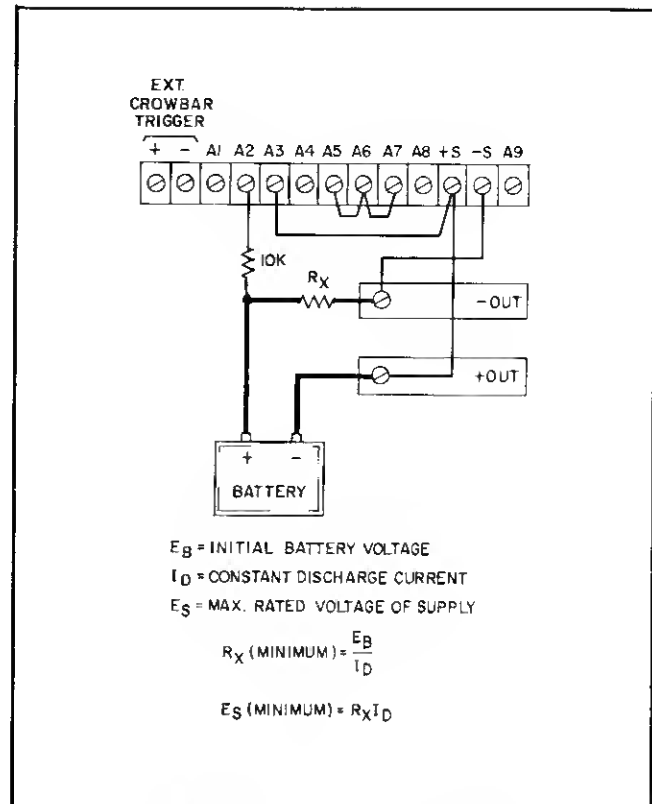 EXT.
CROWBAR
TRIGGER
+ - A1 A2 A3 A4 A5 A6 A7 A8 +S -S A9
10K
RX
-OUT
+OUT
+ -
BATTERY
EB = INITIAL BATTERY VOLTAGE
ID = CONSTANT DISCHARGE CURRENT
ES = MAX. RATED VOLTAGE OF SUPPLY
RX (MINIMUM) = EB
ID
ES (MINIMUM) = RXID